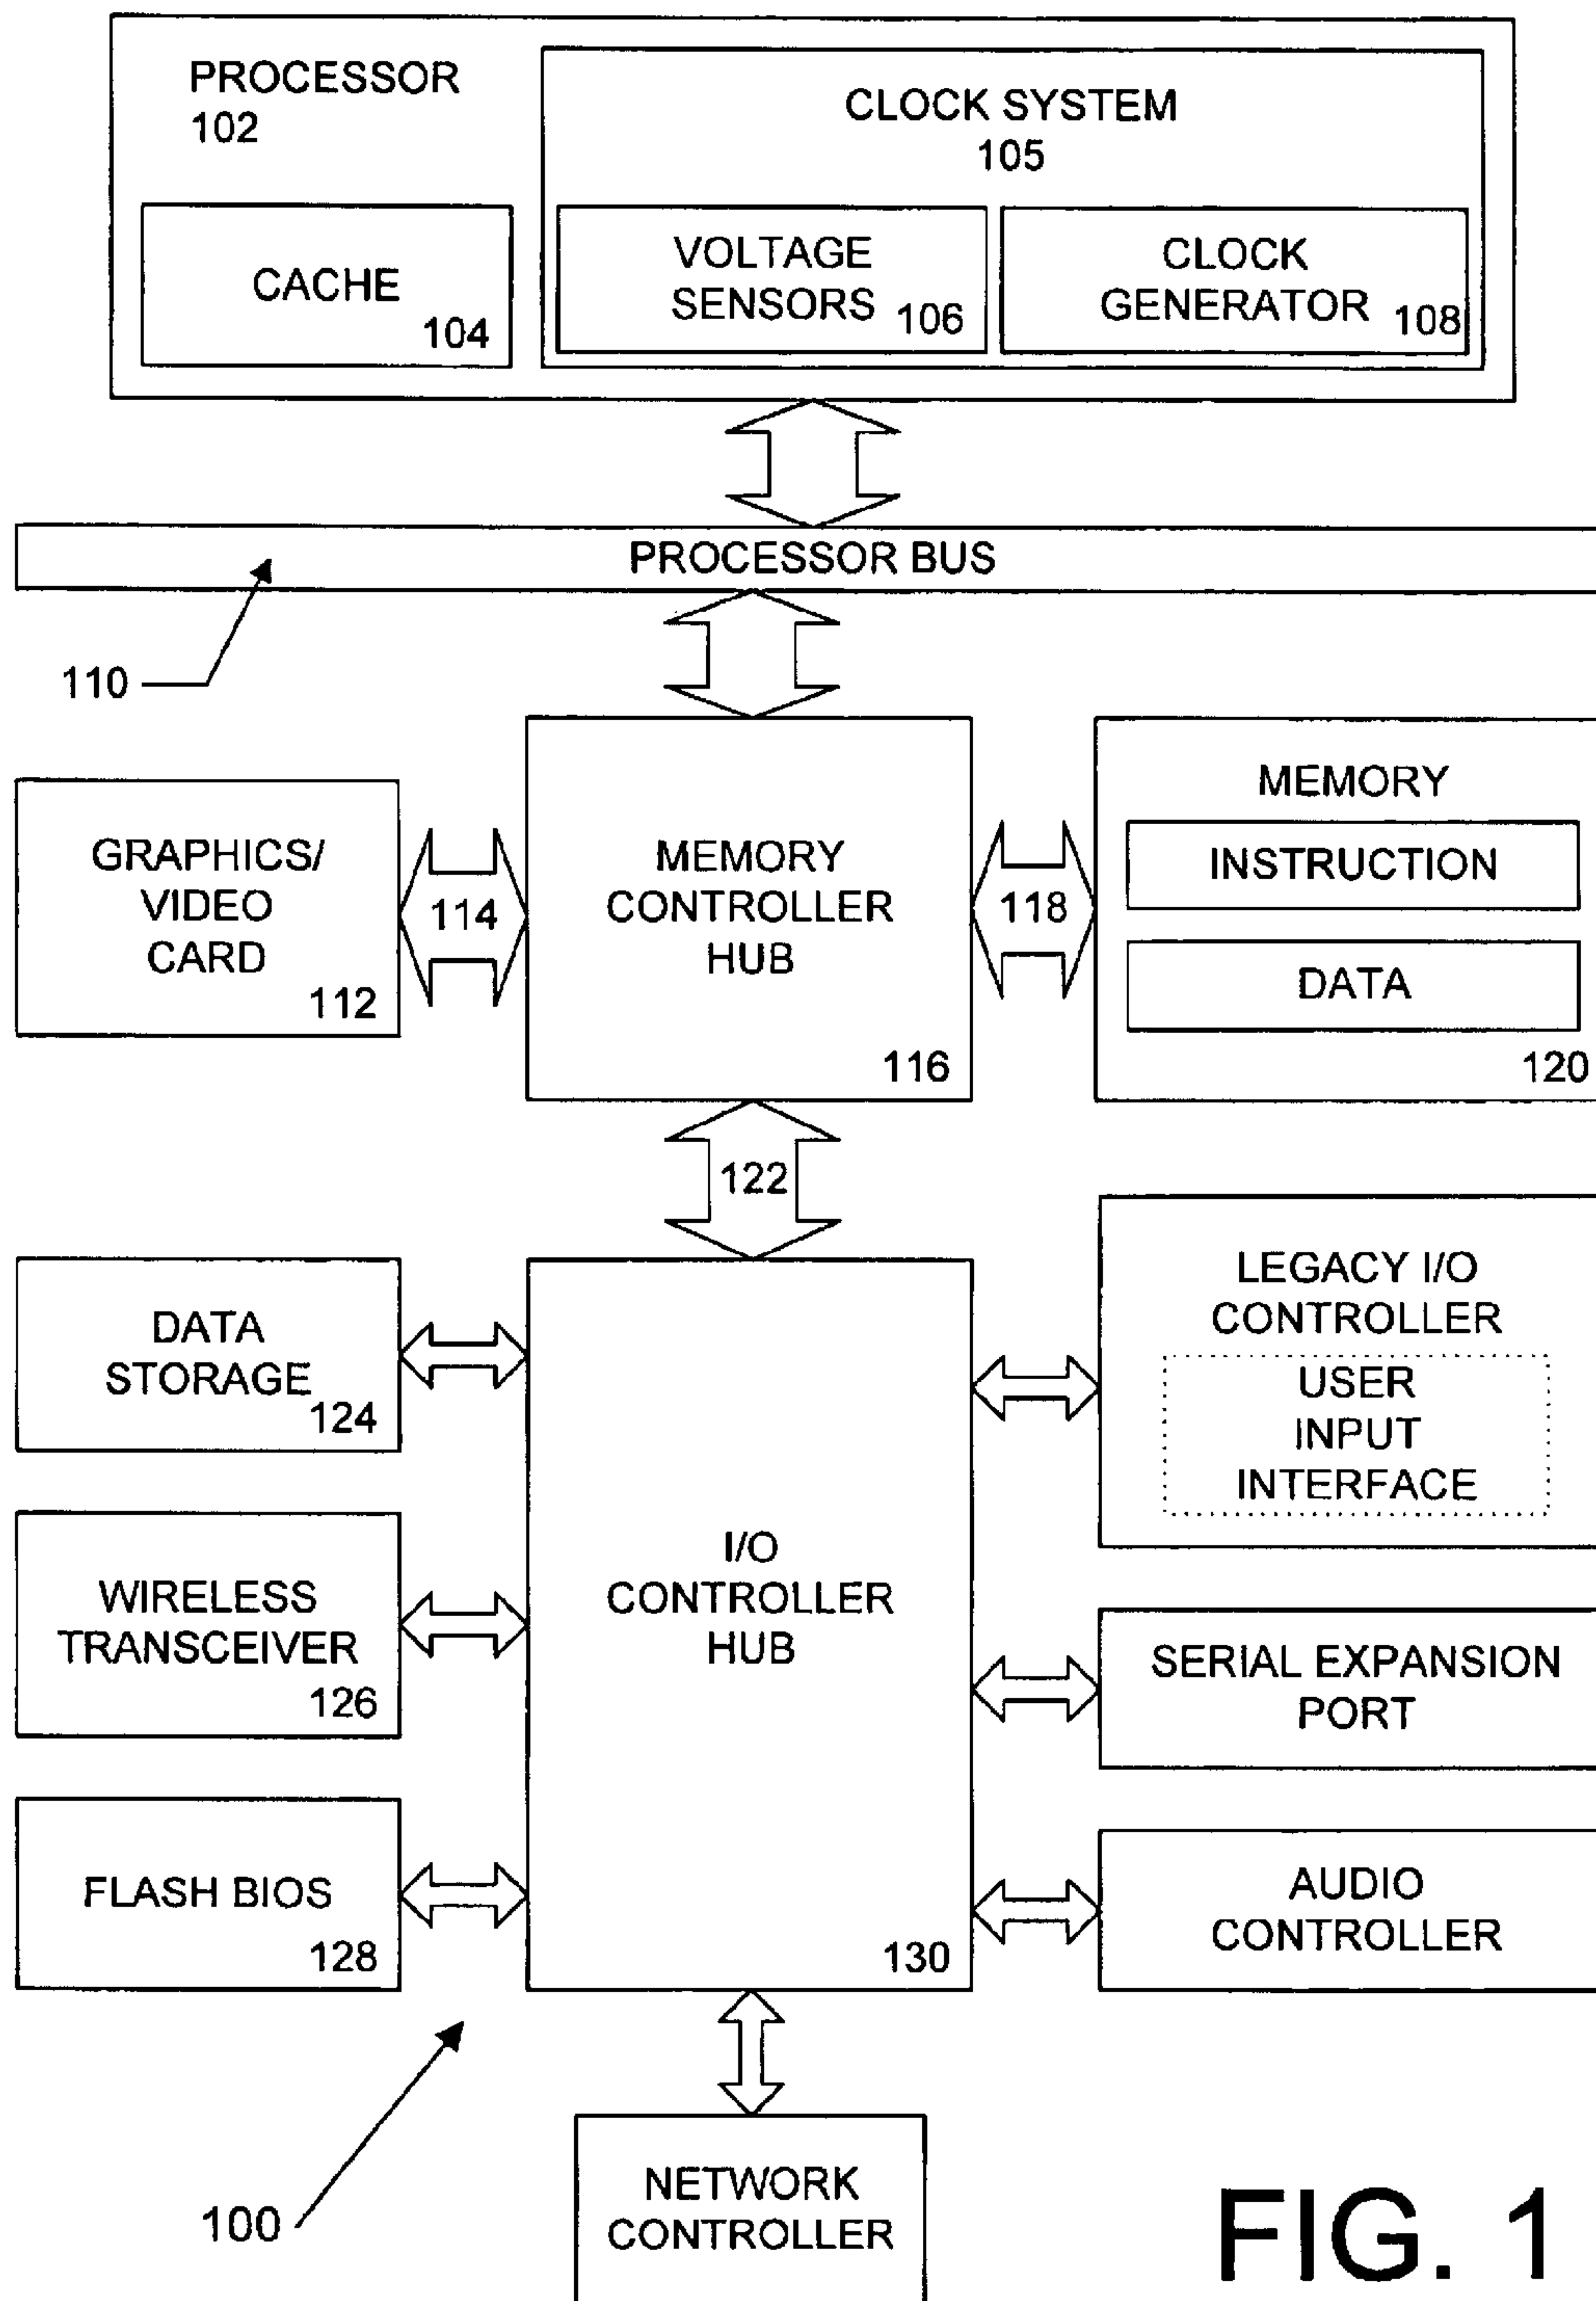 PROCESSOR
102
CLOCK SYSTEM
105
CACHE
104
VOLTAGE
SENSORS 106
CLOCK
GENERATOR 108
PROCESSOR BUS
110
GRAPHICS/
VIDEO
CARD
112
114
MEMORY
CONTROLLER
HUB
116
118
MEMORY
INSTRUCTION
DATA
120
122
DATA
STORAGE
124
WIRELESS
TRANSCEIVER
126
FLASH BIOS
128
I/O
CONTROLLER
HUB
130
LEGACY I/O
CONTROLLER
USER
INPUT
INTERFACE
SERIAL EXPANSION
PORT
AUDIO
CONTROLLER
100
NETWORK
CONTROLLER
FIG. 1